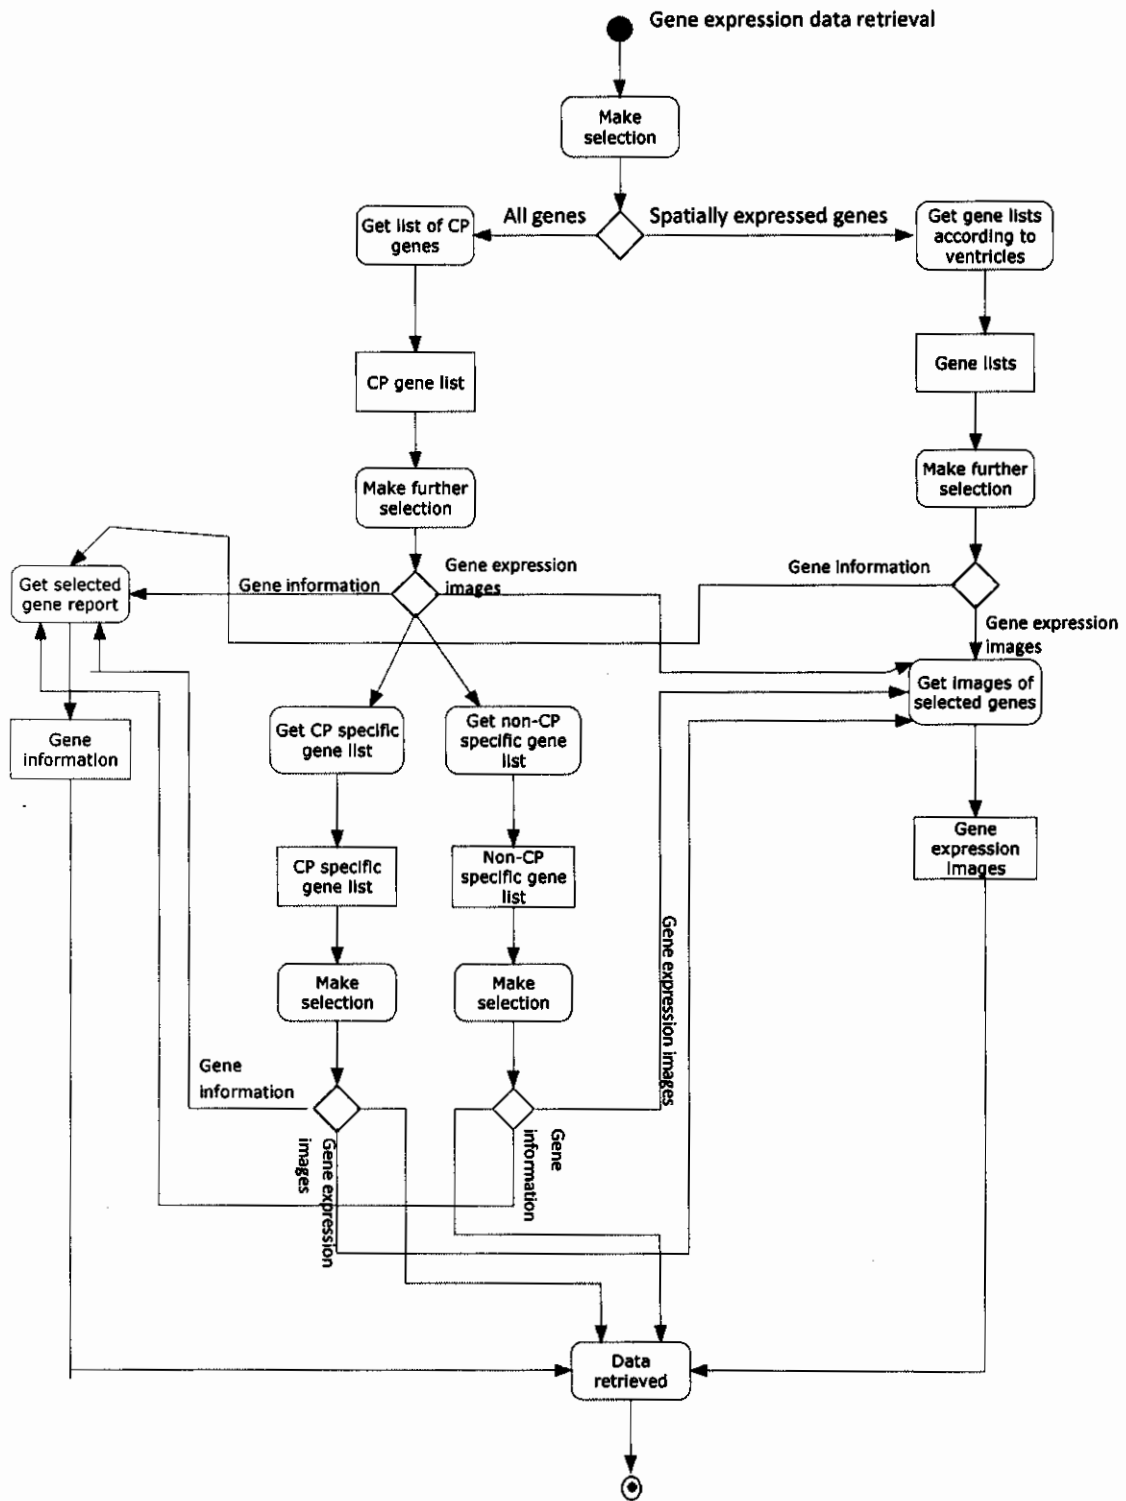 Gene expression data retrieval
Make
selection
All genes
Spatially expressed genes
Get list of CP
genes
Get gene lists
according to
ventricles
CP gene list
Gene lists
Make further
selection
Make further
selection
Gene information
Gene expression
images
Gene information
Get selected
gene report
Gene expression
images
Get images of
selected genes
Gene
information
Get CP specific
gene list
Get non-CP
specific gene
list
Gene
expression
images
CP specific
gene list
Non-CP
specific gene
list
Gene expression images
Make
selection
Make
selection
Gene
information
Gene expression
images
Gene
information
Data
retrieved